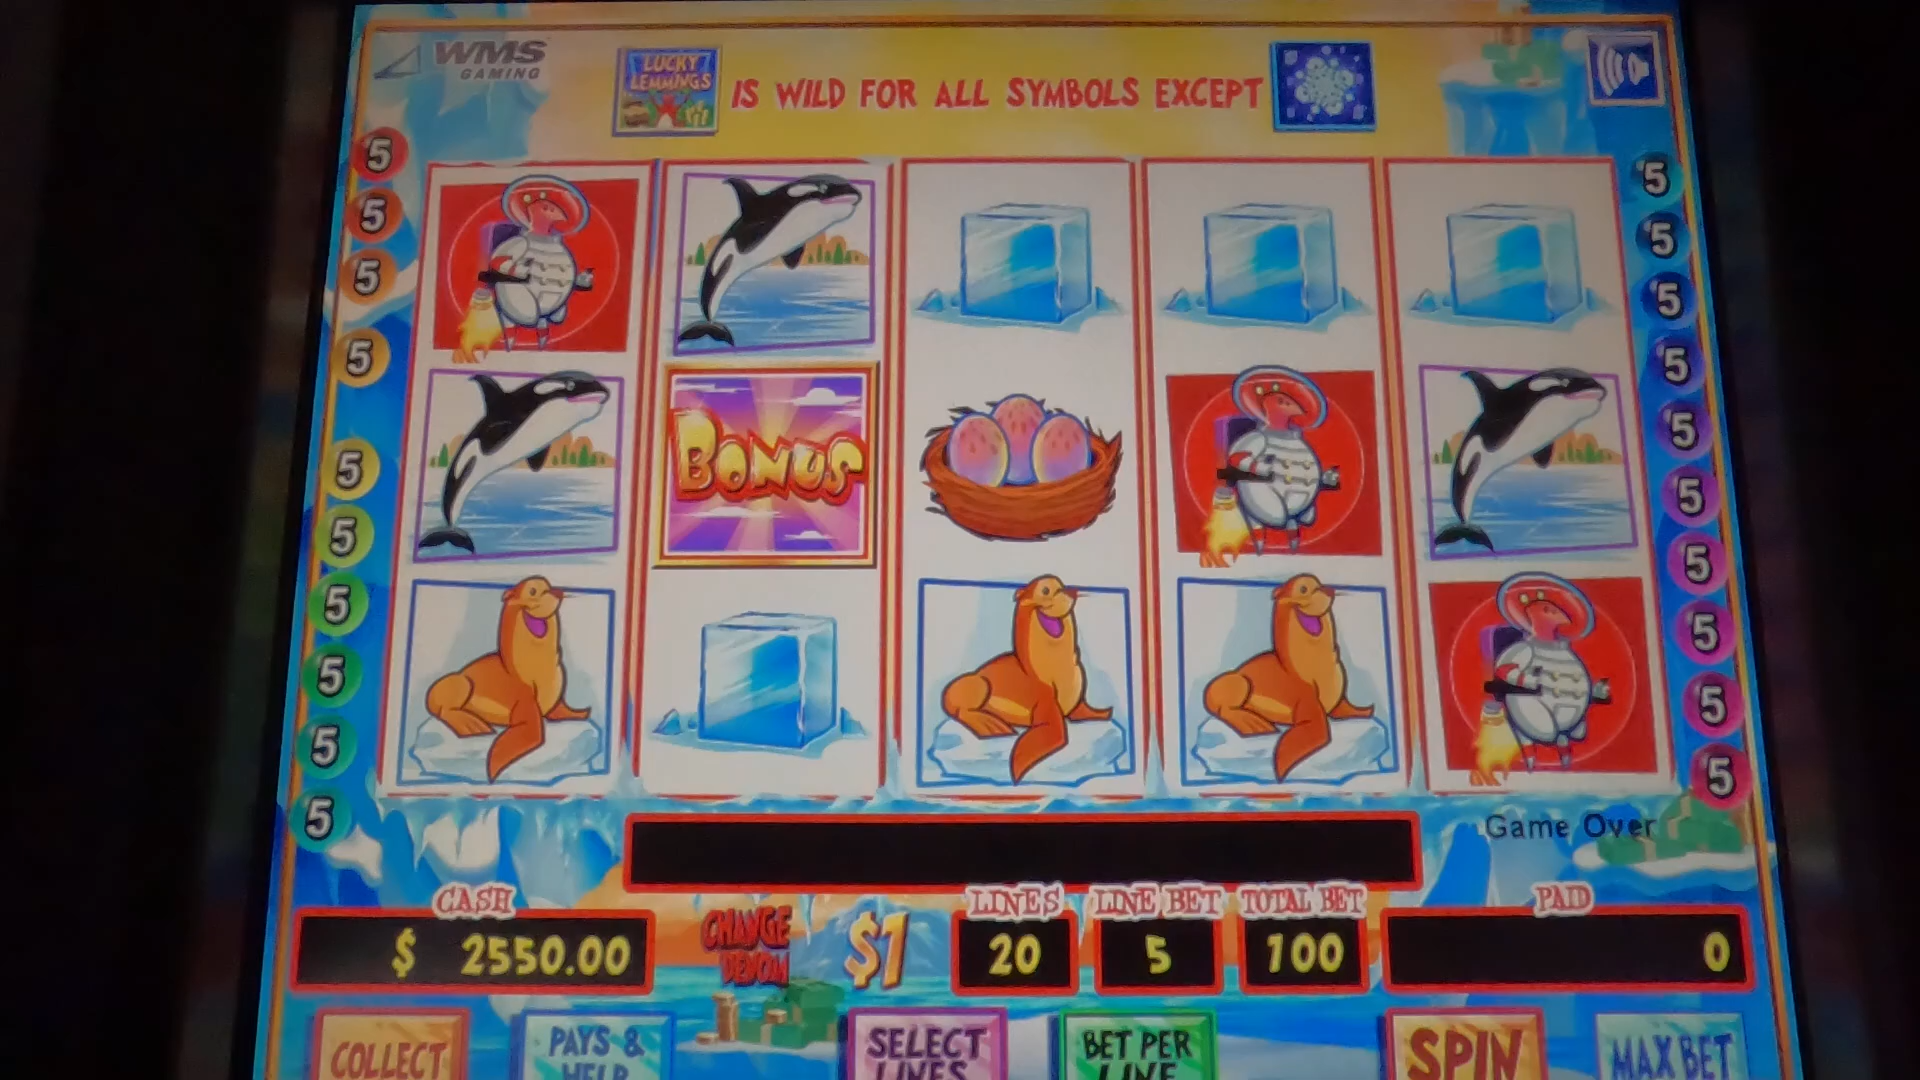 WMS
GAMING
LUCKY
LEMMINGS
IS WILD FOR ALL SYMBOLS EXCEPT
5 5
5 5
5 5
5 5
BONUS
5 5
5 5
5 5
5 5
5 5
5 5
Game Over
CASH
LINES
LINE BET
TOTAL BET
PAID
$ 2550.00
CHANGE
DENOM
$1
20
5
100
0
COLLECT
PAYS &
HELP
SELECT
LINES
BET PER
LINE
SPIN
MAX BET